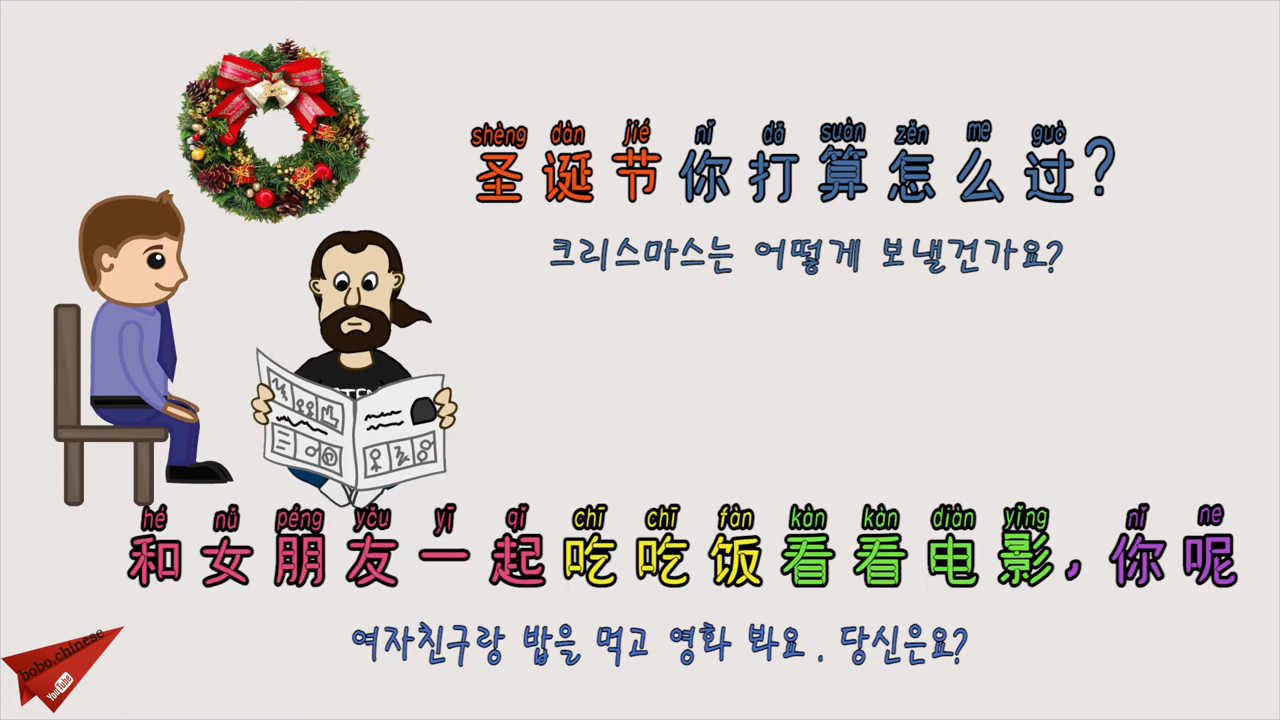 shèng dàn jié nǐ dǎ suàn zěn me guò
圣诞节你打算怎么过?
크리스마스는 어떻게 보낼건가요?
hé nǚ péng yǒu yī qǐ chī chī fàn kàn kàn diàn yǐng nǐ ne
和女朋友一起吃吃饭看看电影，你呢
여자친구랑 밥을 먹고 영화 봐요. 당신은요?
bobo.chinese
YouTube